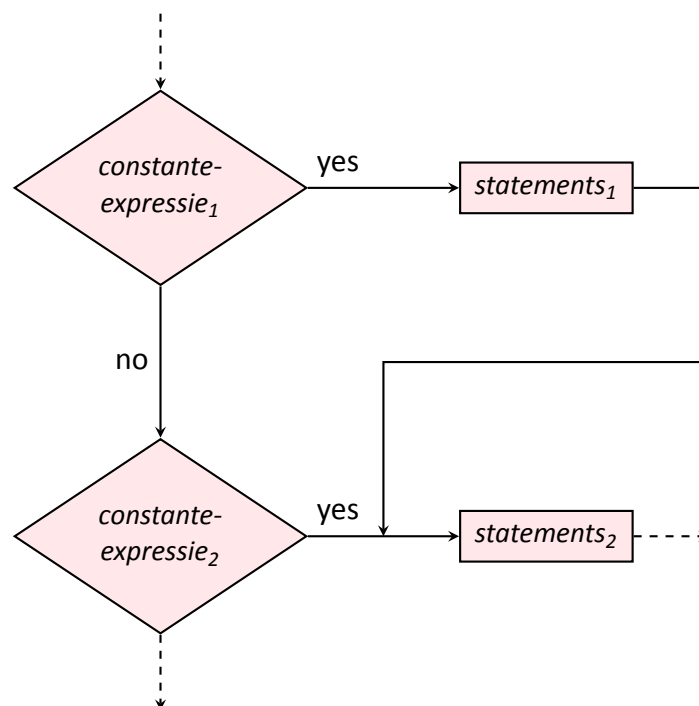 constante-
expressie1
yes
statements1
no
constante-
expressie2
yes
statements2